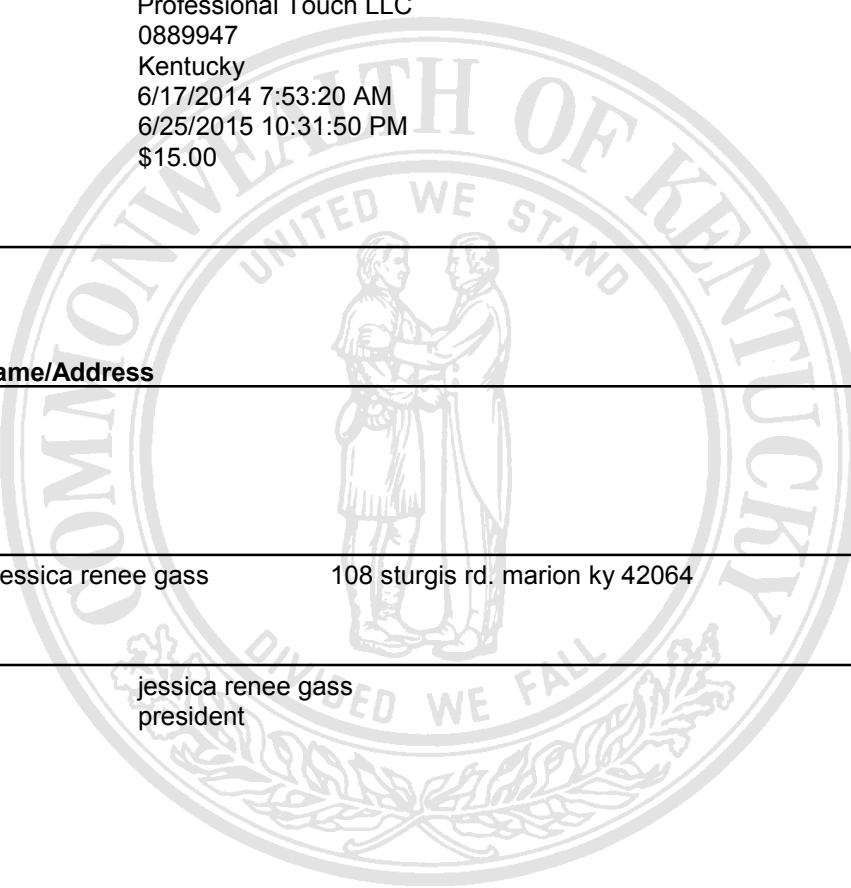 Professional Touch LLC
0889947
Kentucky
6/17/2014 7:53:20 AM
6/25/2015 10:31:50 PM
$15.00
COMMONWEALTH OF KENTUCKY
UNITED WE STAND
ame/Address
essica renee gass 108 sturgis rd. marion ky 42064
DIVIDED WE FALL
jessica renee gass
president